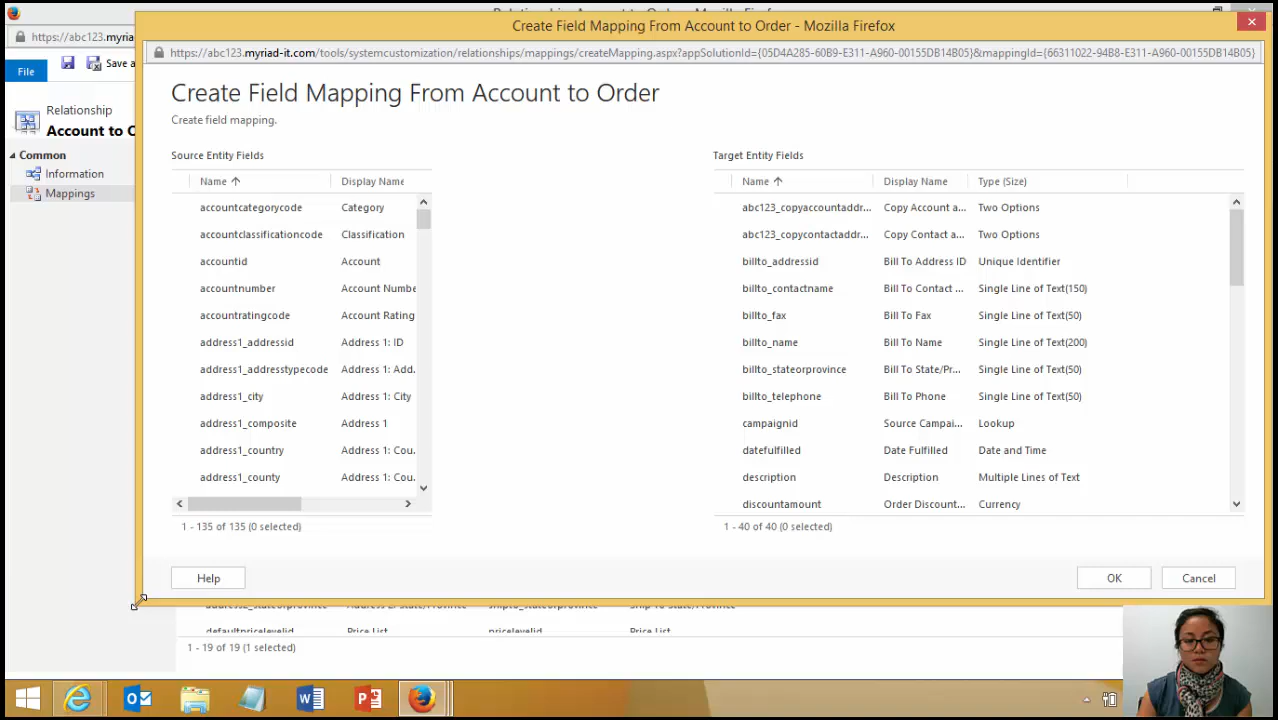 Create Field Mapping From Account to Order - Mozilla Firefox
https://abc123.myria
https://abc123.myriad-it.com/tools/systemcustomization/relationships/mappings/createMapping.aspx?appSolutionId={05D4A285-60B9-E311-A960-00155DB14B05}&mappingId={66311022-94B8-E311-A960-00155DB14B05}
File
Save a
Relationship
Account to O
Common
Information
Mappings
Create Field Mapping From Account to Order
Create field mapping.
Source Entity Fields
Name Display Name
accountcategorycode Category
accountclassificationcode Classification
accountid Account
accountnumber Account Numbe
accountratingcode Account Rating
address1_addressid Address 1: ID
address1_addresstypecode Address 1: Add.
address1_city Address 1: City
address1_composite Address 1
address1_country Address 1: Cou.
address1_county Address 1: Cou.
1 - 135 of 135 (0 selected)
Target Entity Fields
Name Display Name Type (Size)
abc123_copyaccountaddr... Copy Account a... Two Options
abc123_copycontactaddr... Copy Contact a... Two Options
billto_addressid Bill To Address ID Unique Identifier
billto_contactname Bill To Contact ... Single Line of Text(150)
billto_fax Bill To Fax Single Line of Text(50)
billto_name Bill To Name Single Line of Text(200)
billto_stateorprovince Bill To State/Pr... Single Line of Text(50)
billto_telephone Bill To Phone Single Line of Text(50)
campaignid Source Campai... Lookup
datefulfilled Date Fulfilled Date and Time
description Description Multiple Lines of Text
discountamount Order Discount... Currency
1 - 40 of 40 (0 selected)
Help
OK
Cancel
address2_stateorprovince Address 2: State/Province shipto_stateorprovince Ship To State/Province
defaultpricelevelid Price List pricelevelid Price List
1 - 19 of 19 (1 selected)